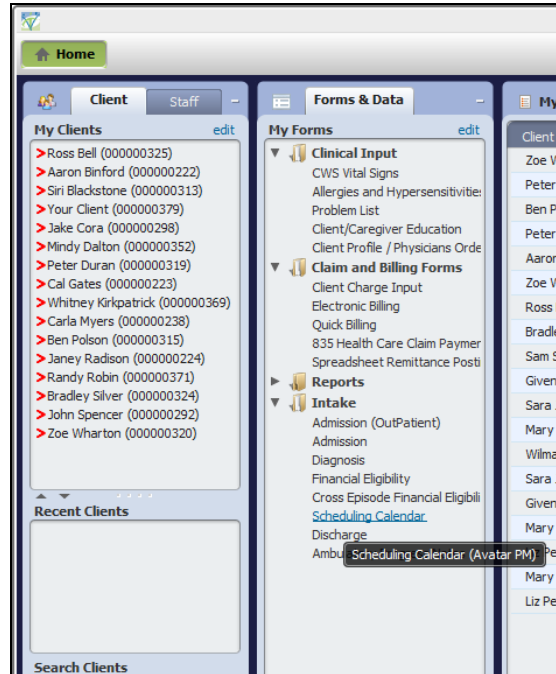 Home
Client
Staff
My Clients
edit
Ross Bell (000000325)
Aaron Binford (000000222)
Siri Blackstone (000000313)
Your Client (000000379)
Jake Cora (000000298)
Mindy Dalton (000000352)
Peter Duran (000000319)
Cal Gates (000000223)
Whitney Kirkpatrick (000000369)
Carla Myers (000000238)
Ben Polson (000000315)
Janey Radison (000000224)
Randy Robin (000000371)
Bradley Silver (000000324)
John Spencer (000000292)
Zoe Wharton (000000320)
Recent Clients
Search Clients
Forms & Data
My Forms
edit
Clinical Input
CWS Vital Signs
Allergies and Hypersensitivities
Problem List
Client/Caregiver Education
Client Profile / Physicians Orde
Claim and Billing Forms
Client Charge Input
Electronic Billing
Quick Billing
835 Health Care Claim Paymer
Spreadsheet Remittance Posti
Reports
Intake
Admission (OutPatient)
Admission
Diagnosis
Financial Eligibility
Cross Episode Financial Eligibili
Scheduling Calendar
Discharge
Ambu
Scheduling Calendar (Avatar PM)
My
Client
Zoe W
Peter
Ben P
Peter
Aaron
Zoe W
Ross
Bradle
Sam S
Given
Sara
Mary
Wilma
Sara
Given
Mary
Pe
Mary
Liz Pe